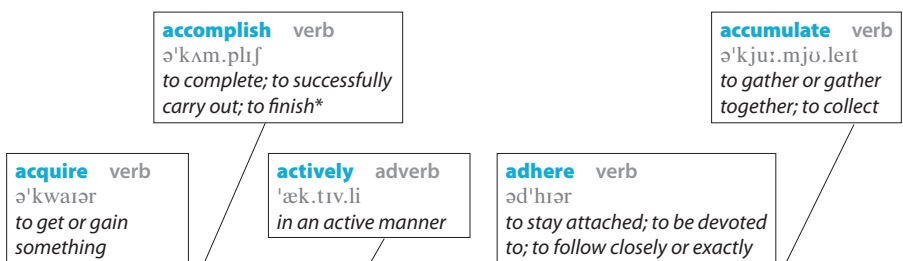 accomplish verb
ə'kʌm.plɪʃ
to complete; to successfully
carry out; to finish*
accumulate verb
ə'kjuː.mjʊ.leɪt
to gather or gather
together; to collect
acquire verb
ə'kwaɪər
to get or gain
something
actively adverb
'æk.tɪv.li
in an active manner
adhere verb
əd'hɪər
to stay attached; to be devoted
to; to follow closely or exactly